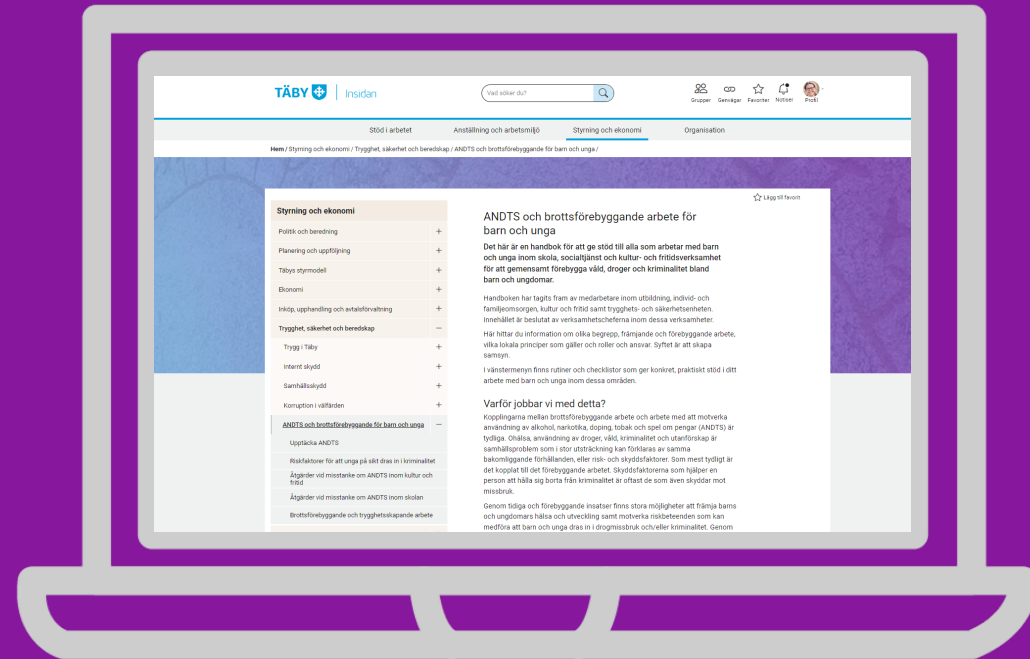 TÄBY Insidan
Vad söker du?
Grupper Genvägar Favoriter Notiser Profil
Stöd i arbetet Anställning och arbetsmiljö Styrning och ekonomi Organisation
Hem / Styrning och ekonomi / Trygghet, säkerhet och beredskap / ANDTS och brottsförebyggande för barn och unga /
Lägg till favorit
Styrning och ekonomi
Politik och beredning +
Planering och uppföljning +
Täbys styrmodell +
Ekonomi +
Inköp, upphandling och avtalsförvaltning +
Trygghet, säkerhet och beredskap −
Trygg i Täby +
Internt skydd +
Samhällsskydd +
Korruption i välfärden +
ANDTS och brottsförebyggande för barn och unga −
Upptäcka ANDTS
Riskfaktorer för att unga på sikt dras in i kriminalitet
Åtgärder vid misstanke om ANDTS inom kultur och
fritid
Åtgärder vid misstanke om ANDTS inom skolan
Brottsförebyggande och trygghetsskapande arbete
ANDTS och brottsförebyggande arbete för
barn och unga
Det här är en handbok för att ge stöd till alla som arbetar med barn
och unga inom skola, socialtjänst och kultur- och fritidsverksamhet
för att gemensamt förebygga våld, droger och kriminalitet bland
barn och ungdomar.
Handboken har tagits fram av medarbetare inom utbildning, individ- och
familjeomsorgen, kultur och fritid samt trygghets- och säkerhetsenheten.
Innehållet är beslutat av verksamhetscheferna inom dessa verksamheter.
Här hittar du information om olika begrepp, främjande och förebyggande arbete,
vilka lokala principer som gäller och roller och ansvar. Syftet är att skapa
samsyn.
I vänstermenyn finns rutiner och checklistor som ger konkret, praktiskt stöd i ditt
arbete med barn och unga inom dessa områden.
Varför jobbar vi med detta?
Kopplingarna mellan brottsförebyggande arbete och arbete med att motverka
användning av alkohol, narkotika, doping, tobak och spel om pengar (ANDTS) är
tydliga. Ohälsa, användning av droger, våld, kriminalitet och utanförskap är
samhällsproblem som i stor utsträckning kan förklaras av samma
bakomliggande förhållanden, eller risk- och skyddsfaktorer. Som mest tydligt är
det kopplat till det förebyggande arbetet. Skyddsfaktorerna som hjälper en
person att hålla sig borta från kriminalitet är oftast de som även skyddar mot
missbruk.
Genom tidiga och förebyggande insatser finns stora möjligheter att främja barns
och ungdomars hälsa och utveckling samt motverka riskbeteenden som kan
medföra att barn och unga dras in i drogmissbruk och/eller kriminalitet. Genom